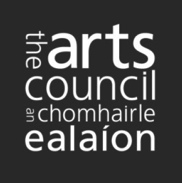 the arts
council
an chomhairle
ealaíon